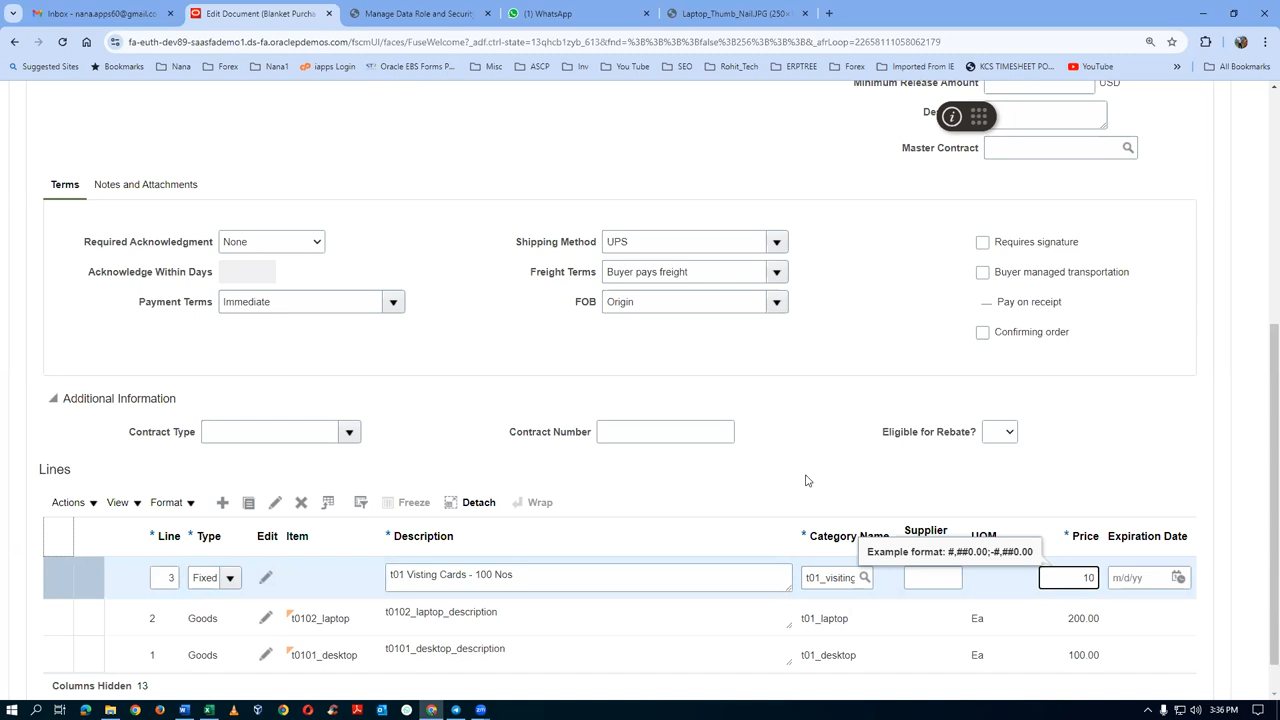 Inbox - nana.apps60@gmail.co
Edit Document (Blanket Purcha
Manage Data Role and Security
(1) WhatsApp
Laptop_Thumb_NailJPG (250×
fa-euth-dev89-saasfademo1.ds-fa.oraclepdemos.com/fscmUI/faces/FuseWelcome?_adf.ctrl-state=13qhcb1zyb_613&fnd=%3B%3B%3B%3Bfalse%3B256%3B%3B%3B&_afrLoop=22658111058062179
Suggested Sites Bookmarks Nana Forex Nana1 iapps Login Oracle EBS Forms P... Misc ASCP Inv You Tube SEO Rohit_Tech ERPTREE Forex Imported From IE KCS TIMESHEET PO... YouTube » All Bookmarks
Minimum Release Amount USD
De
Master Contract
Terms Notes and Attachments
Required Acknowledgment None Shipping Method UPS Requires signature
Acknowledge Within Days Freight Terms Buyer pays freight Buyer managed transportation
Payment Terms Immediate FOB Origin Pay on receipt
Confirming order
Additional Information
Contract Type Contract Number Eligible for Rebate?
Lines
Actions View Format Freeze Detach Wrap
* Line * Type Edit Item * Description * Category Name Supplier UOM * Price Expiration Date
Example format: #,##0.00;-#,##0.00
3 Fixed t01 Visting Cards - 100 Nos t01_visiting 10 m/d/yy
2 Goods t0102_laptop t0102_laptop_description t01_laptop Ea 200.00
1 Goods t0101_desktop t0101_desktop_description t01_desktop Ea 100.00
Columns Hidden 13
3:36 PM